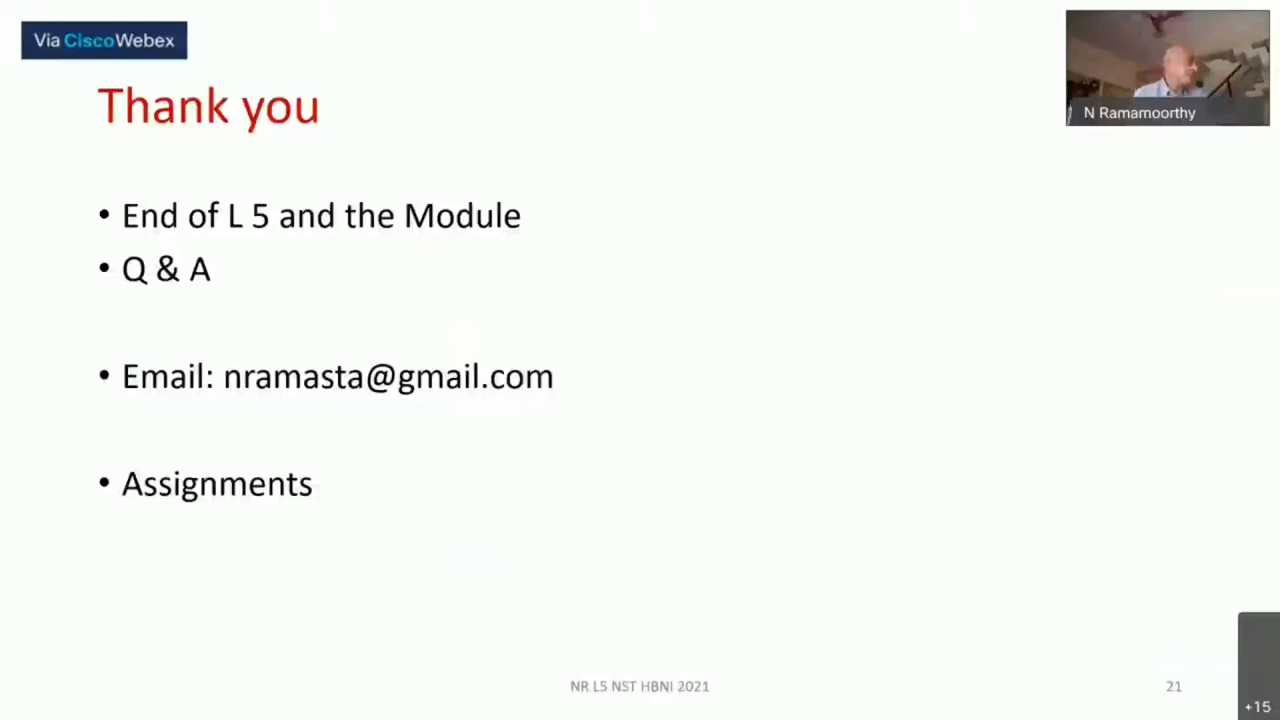 Via CiscoWebex
N Ramamoorthy
Thank you
• End of L 5 and the Module
• Q & A
• Email: nramasta@gmail.com
• Assignments
NR L5 NST HBNI 2021
21
+15